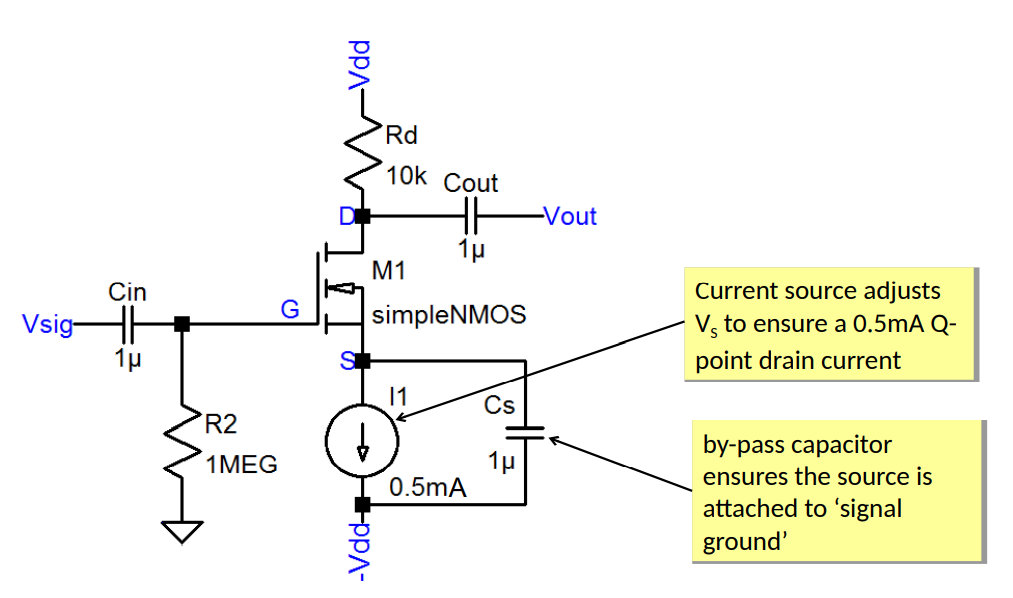 Vdd
Rd
10k
Cout
D
Vout
1µ
M1
Cin
G
Vsig
simpleNMOS
1µ
S
I1
R2
Cs
1MEG
1µ
0.5mA
-Vdd
Current source adjusts
VS to ensure a 0.5mA Q-
point drain current
by-pass capacitor
ensures the source is
attached to ‘signal
ground’